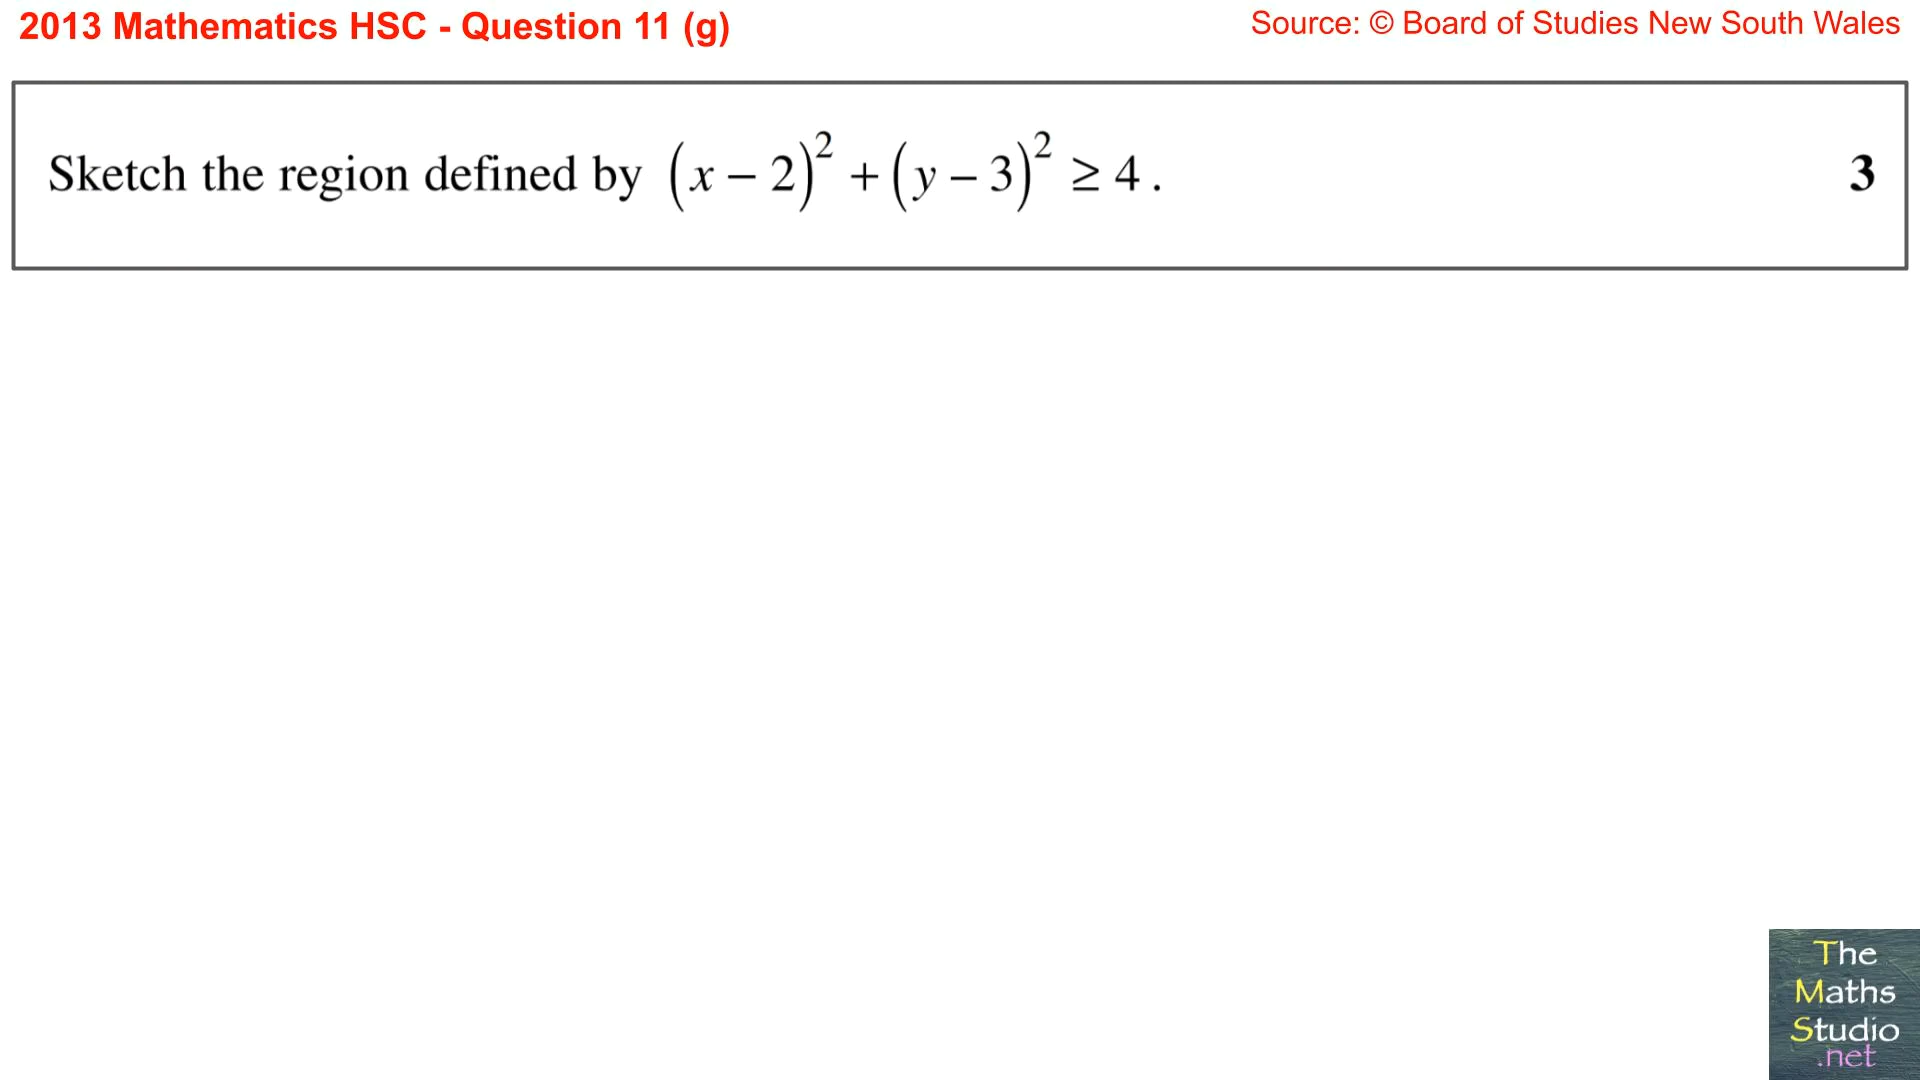 2013 Mathematics HSC - Question 11 (g)
Source: © Board of Studies New South Wales
Sketch the region defined by (x − 2)² + (y − 3)² ≥ 4. 3
The
Maths
Studio
.net